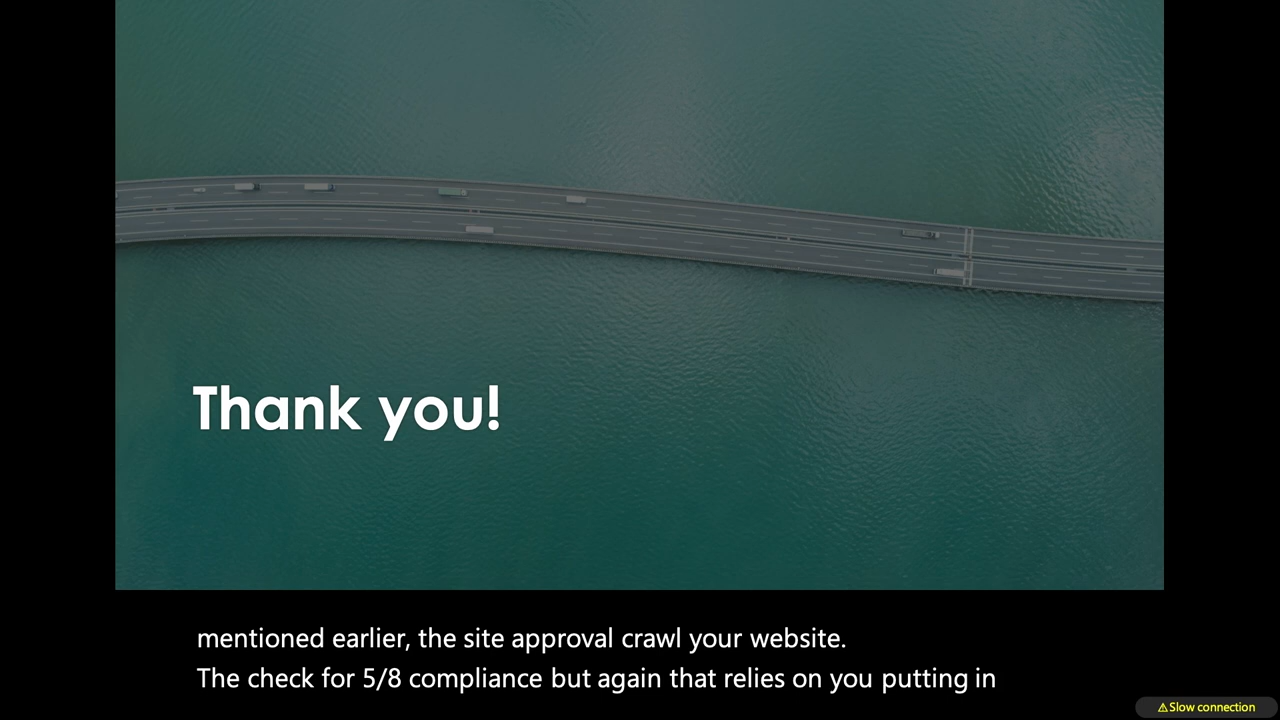 Thank you!
mentioned earlier, the site approval crawl your website.
The check for 5/8 compliance but again that relies on you putting in
⚠Slow connection